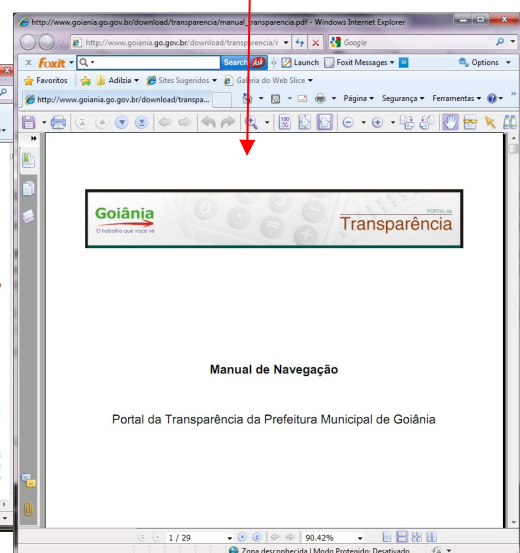 http://www.goiania.go.gov.br/download/transparencia/manual_transparencia.pdf - Windows Internet Explorer
http://www.goiania.go.gov.br/download/transparencia/r
Google
foxit
Q
Search
Launch
Foxit Messages
Options
Favoritos
Adilzia
Sites Sugeridos
Galeria do Web Slice
http://www.goiania.go.gov.br/download/transpa...
Página
Segurança
Ferramentas
Goiânia
O trabalho que você vê
PORTAL da
Transparência
Manual de Navegação
Portal da Transparência da Prefeitura Municipal de Goiânia
1 / 29
90.42%
Zona desconhecida | Modo Protegido: Desativado